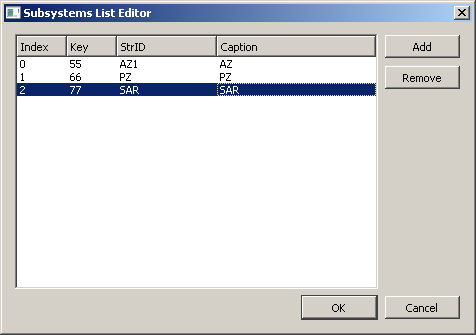 Subsystems List Editor
Index Key StrID Caption
0 55 AZ1 AZ
1 66 PZ PZ
2 77 SAR SAR
Add
Remove
OK
Cancel